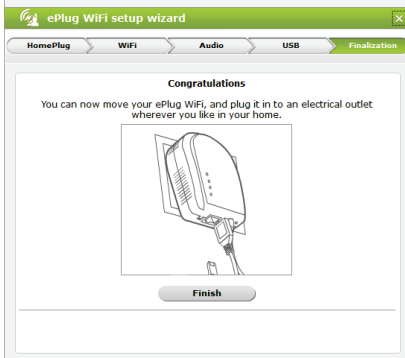 ePlug WiFi setup wizard
HomePlug WiFi Audio USB Finalization
Congratulations
You can now move your ePlug WiFi, and plug it in to an electrical outlet
wherever you like in your home.
Finish